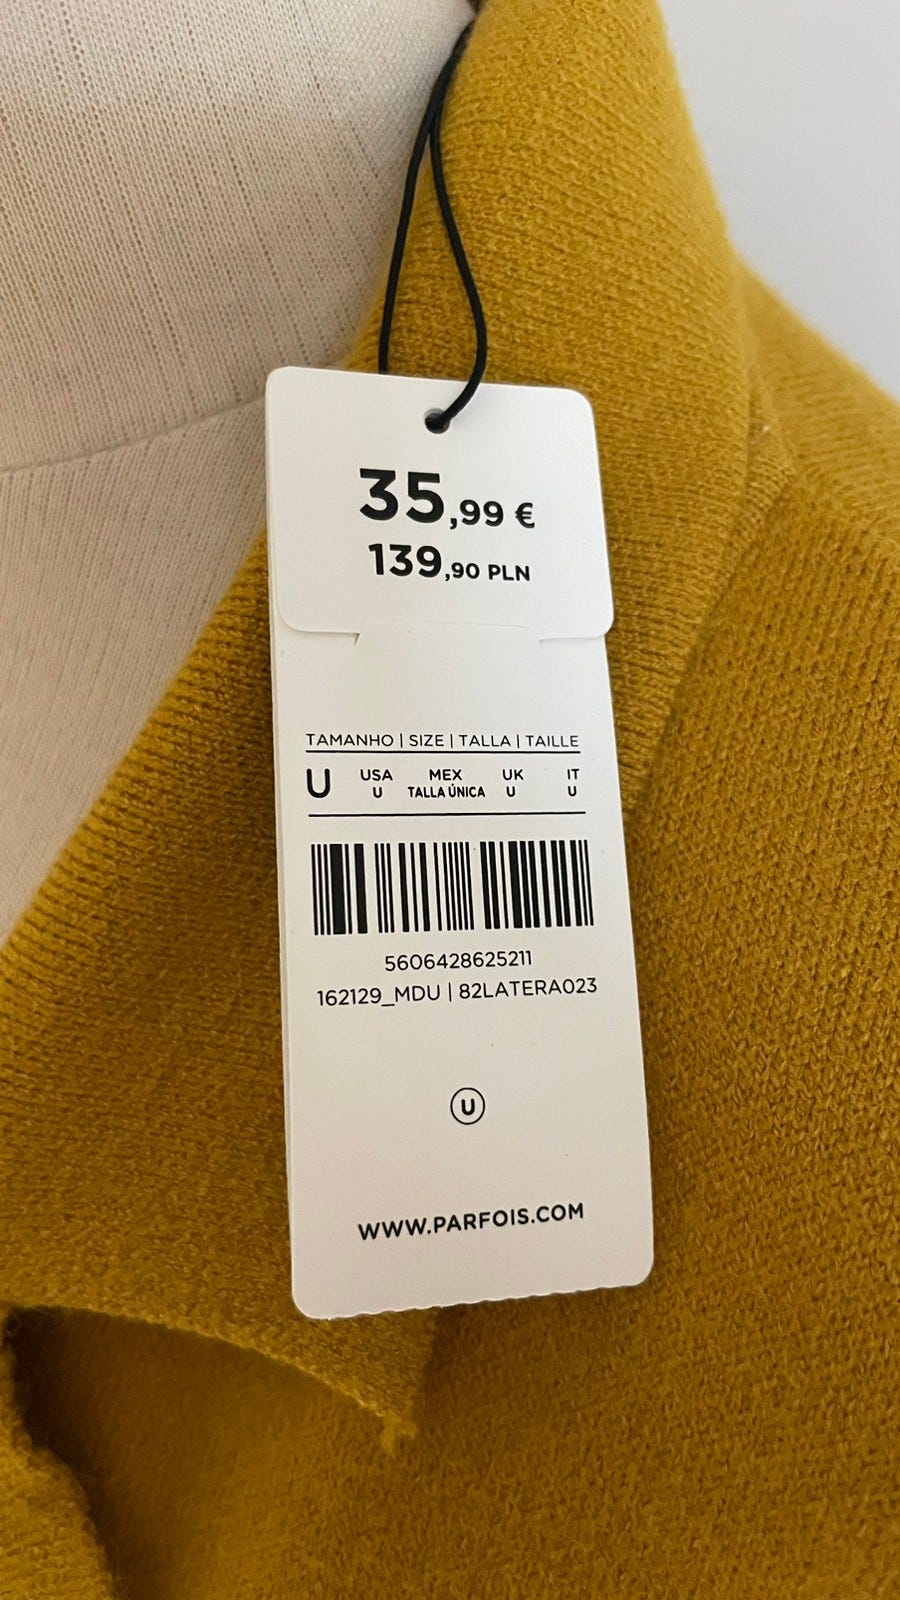 35,99 €
139,90 PLN
TAMANHO | SIZE | TALLA | TAILLE
U USA MEX UK IT
U TALLA ÚNICA U U
5606428625211
162129_MDU | 82LATERA023
U
WWW.PARFOIS.COM